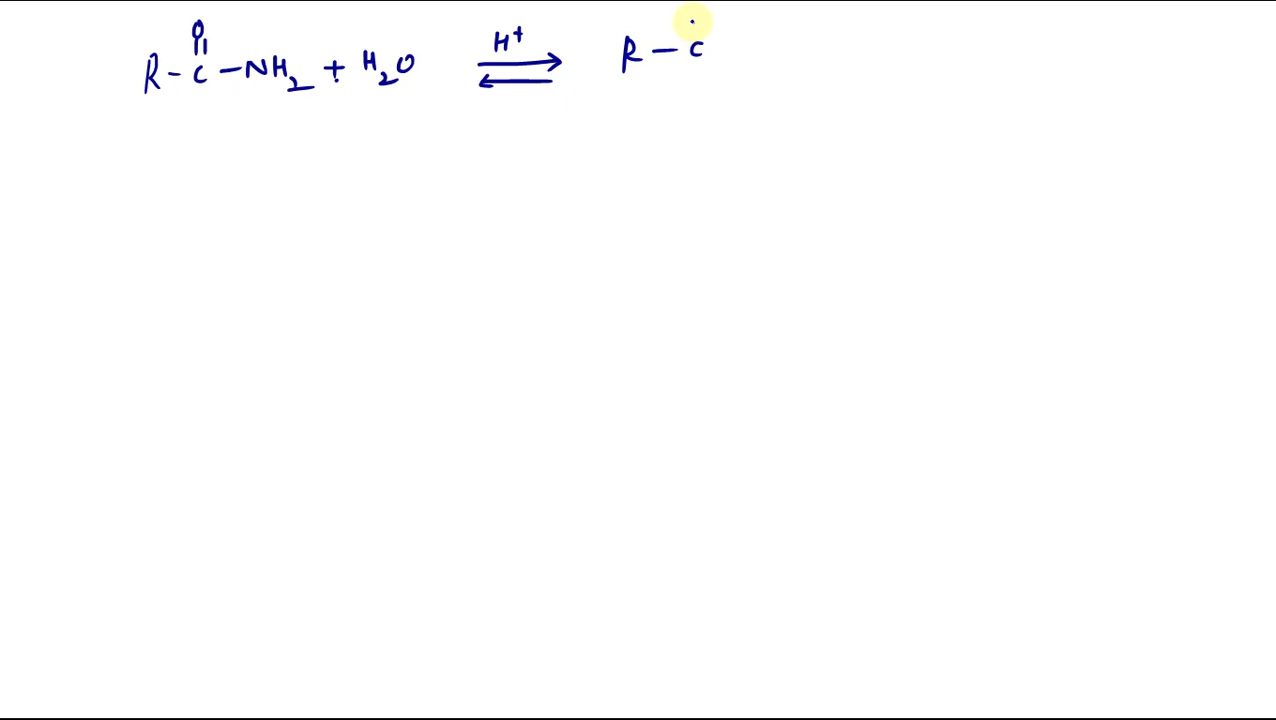 O H+
R - C - NH2 + H2O ⇌ R - C